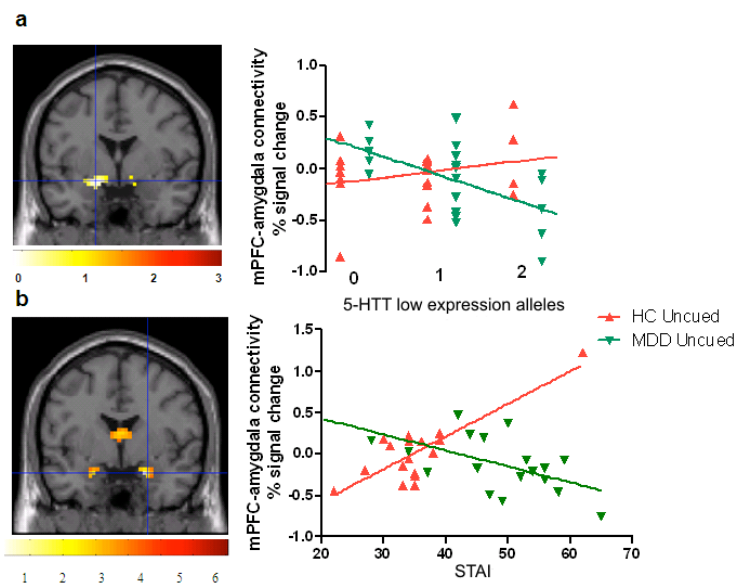 a
mPFC-amygdala connectivity
% signal change
1.0
0.5
0.0
-0.5
-1.0
0 1 2
5-HTT low expression alleles
0 1 2 3
b
HC Uncued
MDD Uncued
mPFC-amygdala connectivity
% signal change
1.5
1.0
0.5
0.0
-0.5
-1.0
20 30 40 50 60 70
STAI
1 2 3 4 5 6